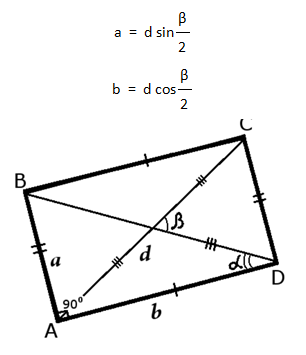 a = d sin β/2
b = d cos β/2
C
B
β
a
d
α
D
90°
b
A